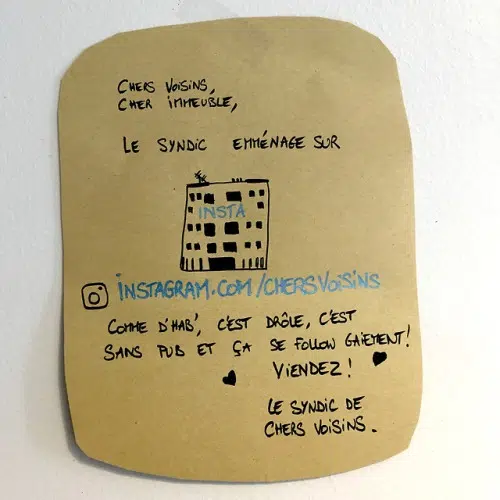 CHERS VOISINS,
CHER IMMEUBLE,
LE SYNDIC EMMÉNAGE SUR
INSTA
INSTAGRAM.COM/CHERSVOISINS
COMME D'HAB', C'EST DRÔLE, C'EST
SANS PUB ET ÇA SE FOLLOW GAIEMENT!
VIENDEZ!
LE SYNDIC DE
CHERS VOISINS.